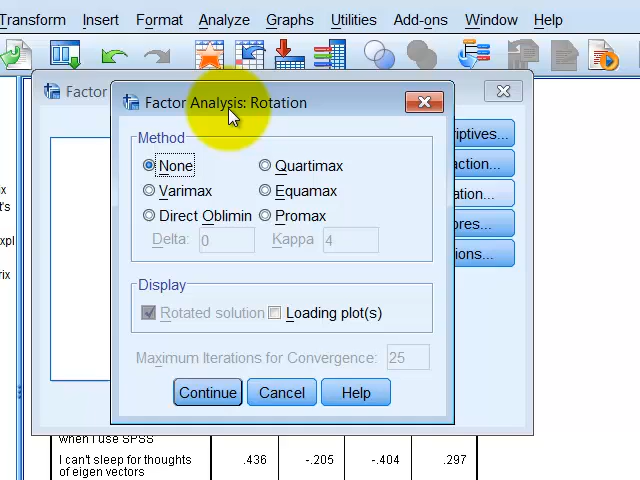 Transform Insert Format Analyze Graphs Utilities Add-ons Window Help
Factor
Factor Analysis: Rotation
Method
None Quartimax
Varimax Equamax
Direct Oblimin Promax
Delta: 0 Kappa 4
Display
Rotated solution Loading plot(s)
Maximum Iterations for Convergence: 25
Continue Cancel Help
when I use SPSS
I can't sleep for thoughts .436 -.205 -.404 .297
of eigen vectors